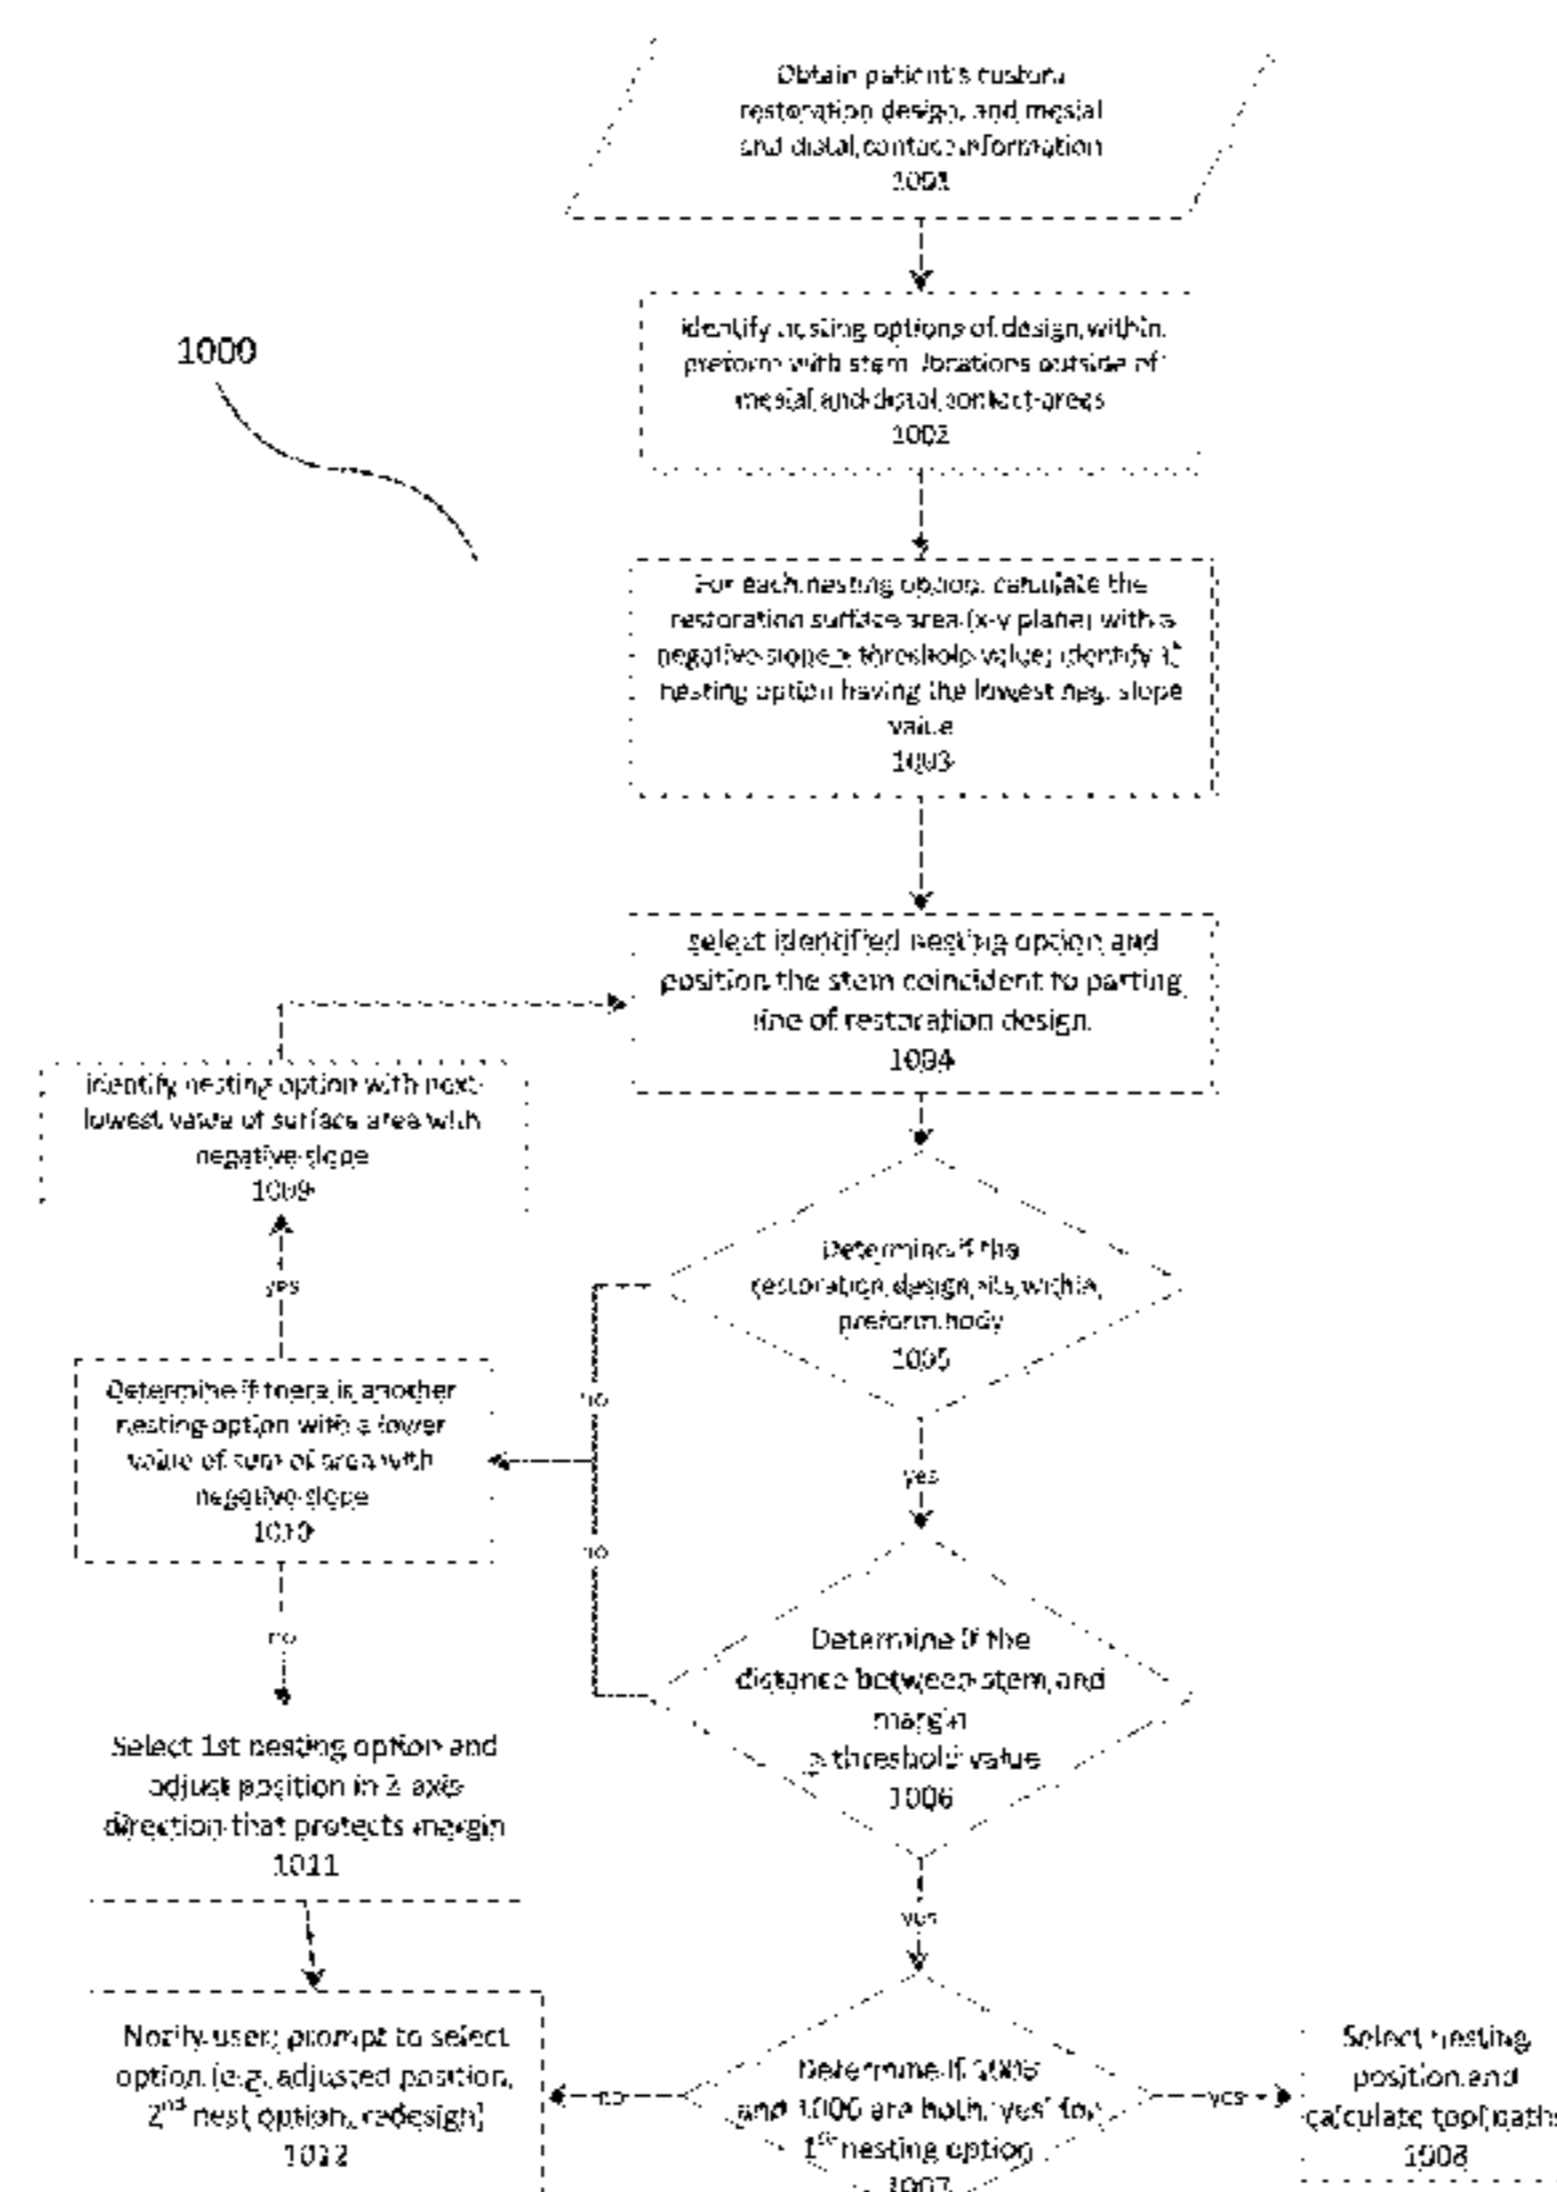 Obtain patient's custom
restoration design, and mesial
and distal contact information
1001
1000
identify nesting options of design within
preform with stem locations outside of
mesial and distal contact areas
1002
For each nesting option, calculate the
restoration surface area (x-y plane) with a
negative slope ≥ threshold value; identify 1st
nesting option having the lowest neg. slope
value
1003
select identified nesting option and
position the stem coincident to parting
line of restoration design.
1004
identify nesting option with next
lowest value of surface area with
negative slope
1009
yes
Determine if the
restoration design fits within
preform body
1005
no
Determine if there is another
nesting option with a lower
value of sum of area with
negative slope
1010
yes
no
no
Determine if the
distance between stem and
margin
≥ threshold value
1006
Select 1st nesting option and
adjust position in Z axis
direction that protects margin
1011
yes
Notify user; prompt to select
option (e.g. adjusted position,
2nd nest option, redesign)
1012
no
Determine if 1005
and 1006 are both 'yes' for
1st nesting option
1007
yes
Select nesting
position and
calculate tool paths
1008